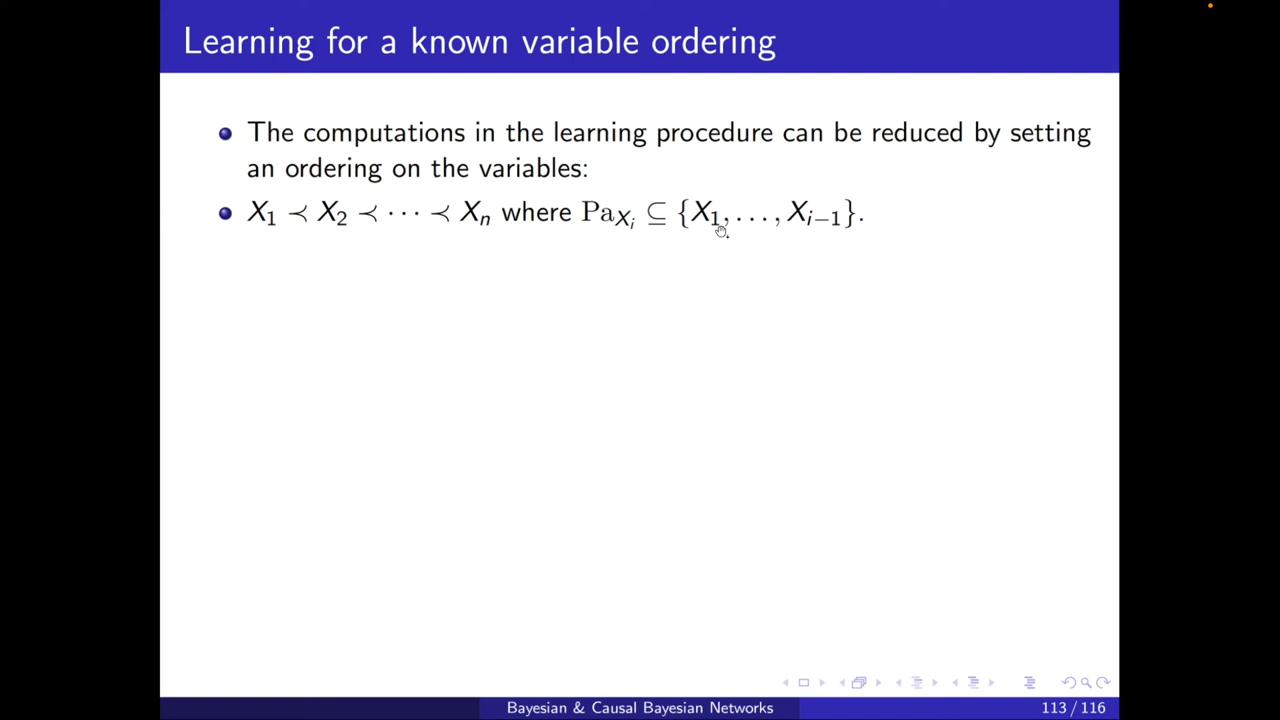 Learning for a known variable ordering
The computations in the learning procedure can be reduced by setting
an ordering on the variables:
X₁ ≺ X₂ ≺ ⋯ ≺ Xₙ where Pa_{Xᵢ} ⊆ {X₁, …, Xᵢ₋₁}.
Bayesian & Causal Bayesian Networks 113 / 116